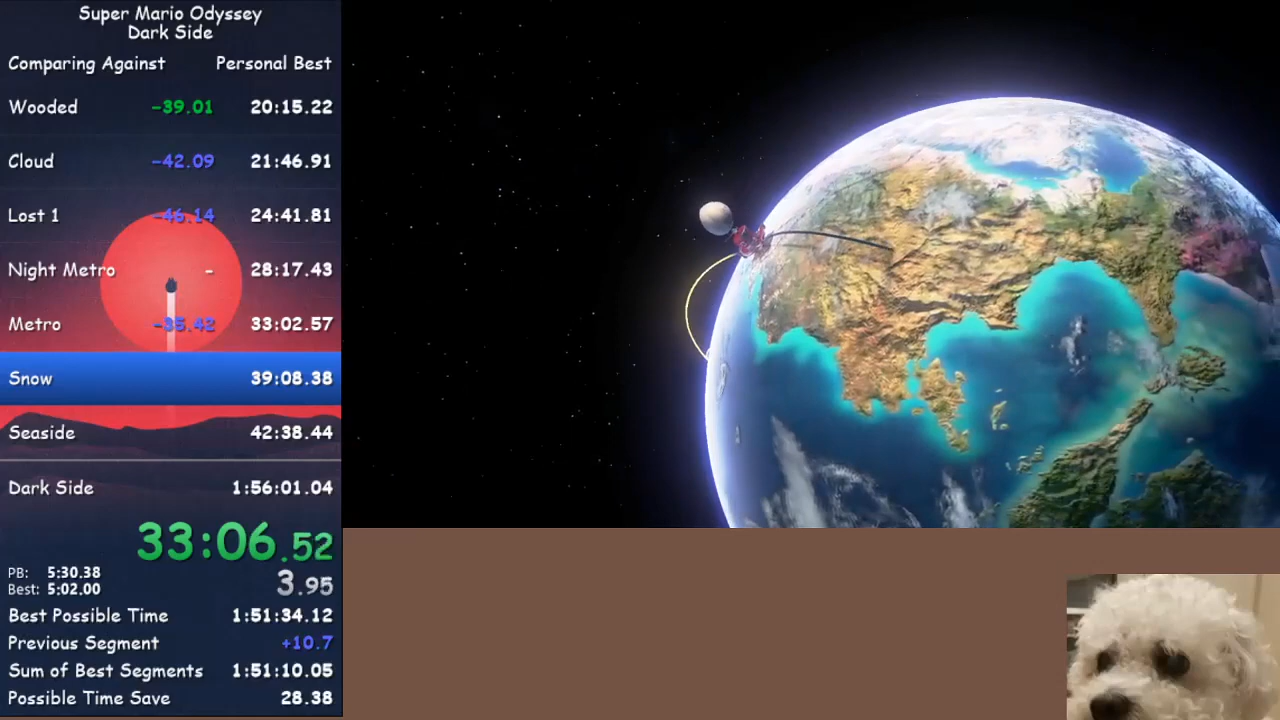 Super Mario Odyssey
Dark Side
Comparing Against Personal Best
Wooded -39.01 20:15.22
Cloud -42.09 21:46.91
Lost 1 -46.14 24:41.81
Night Metro - 28:17.43
Metro -35.42 33:02.57
Snow 39:08.38
Seaside 42:38.44
Dark Side 1:56:01.04
33:06.52
PB: 5:30.38
Best: 5:02.00 3.95
Best Possible Time 1:51:34.12
Previous Segment +10.7
Sum of Best Segments 1:51:10.05
Possible Time Save 28.38